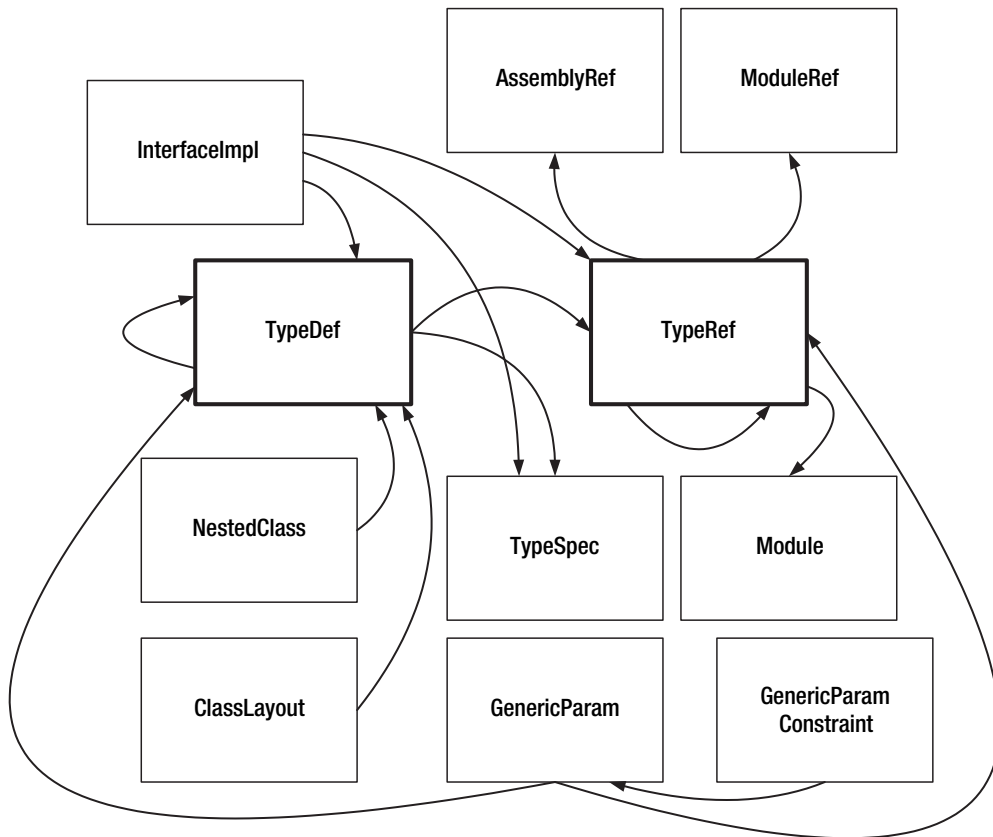 AssemblyRef
ModuleRef
InterfaceImpl
TypeDef
TypeRef
NestedClass
TypeSpec
Module
ClassLayout
GenericParam
GenericParam
Constraint